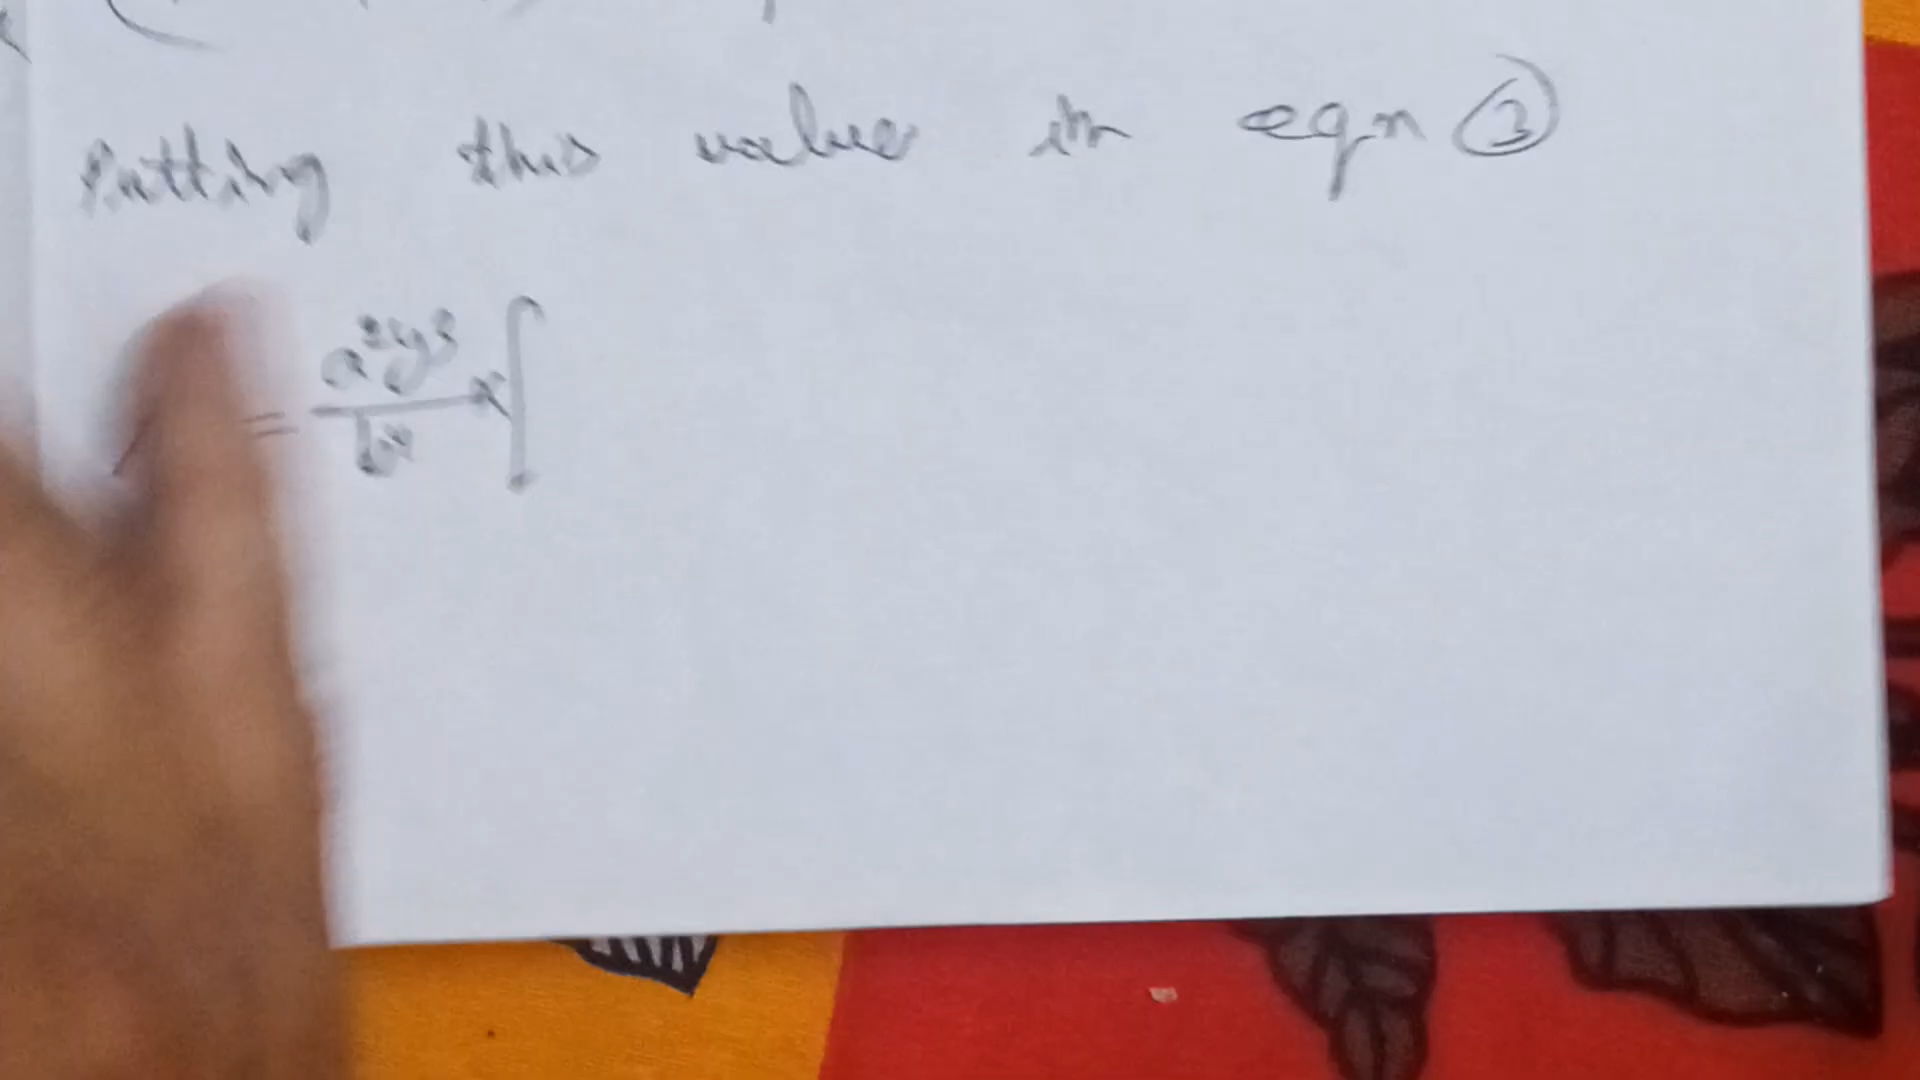 Putting this value in eqn ③
= a²y³ / b⁴ × [